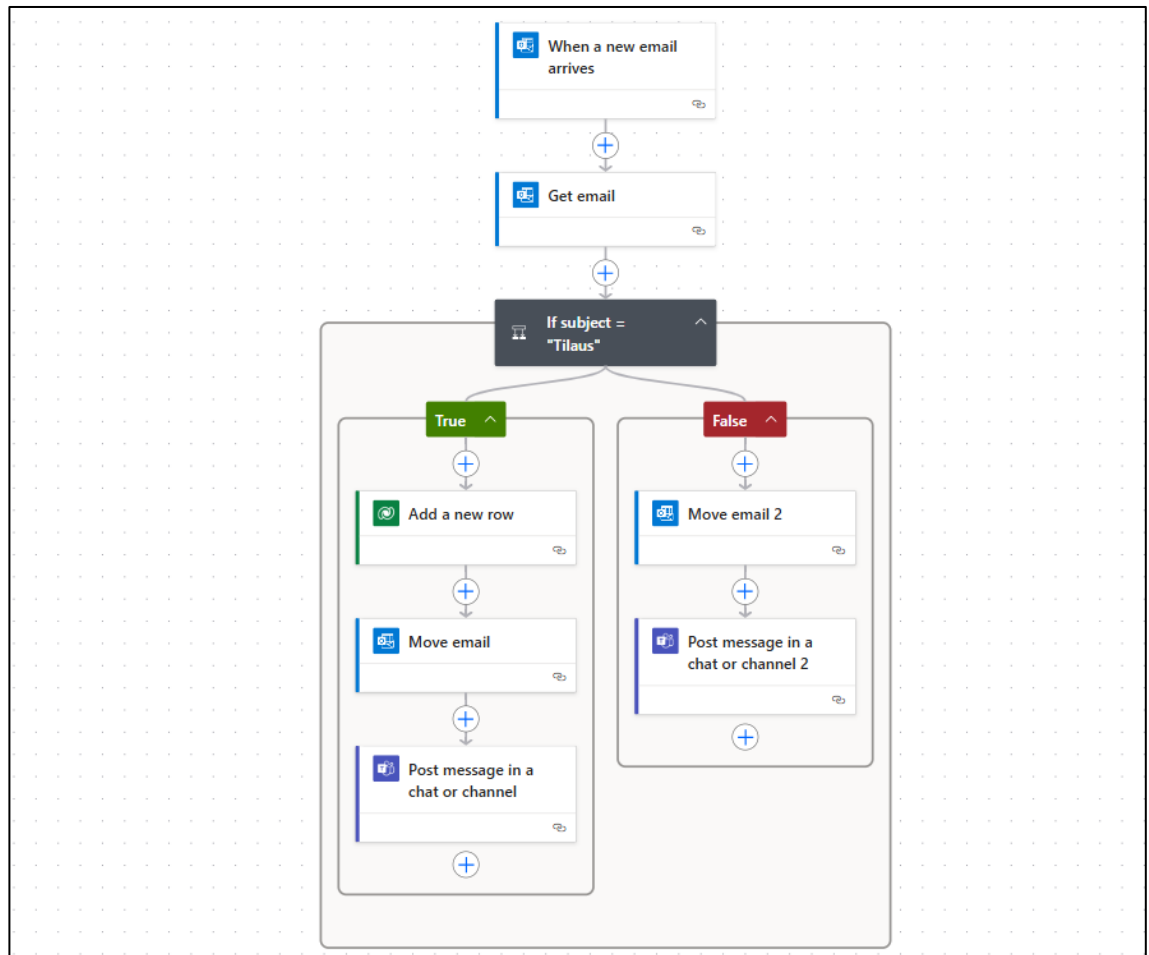 When a new email
arrives
Get email
If subject =
"Tilaus"
True
Add a new row
Move email
Post message in a
chat or channel
False
Move email 2
Post message in a
chat or channel 2